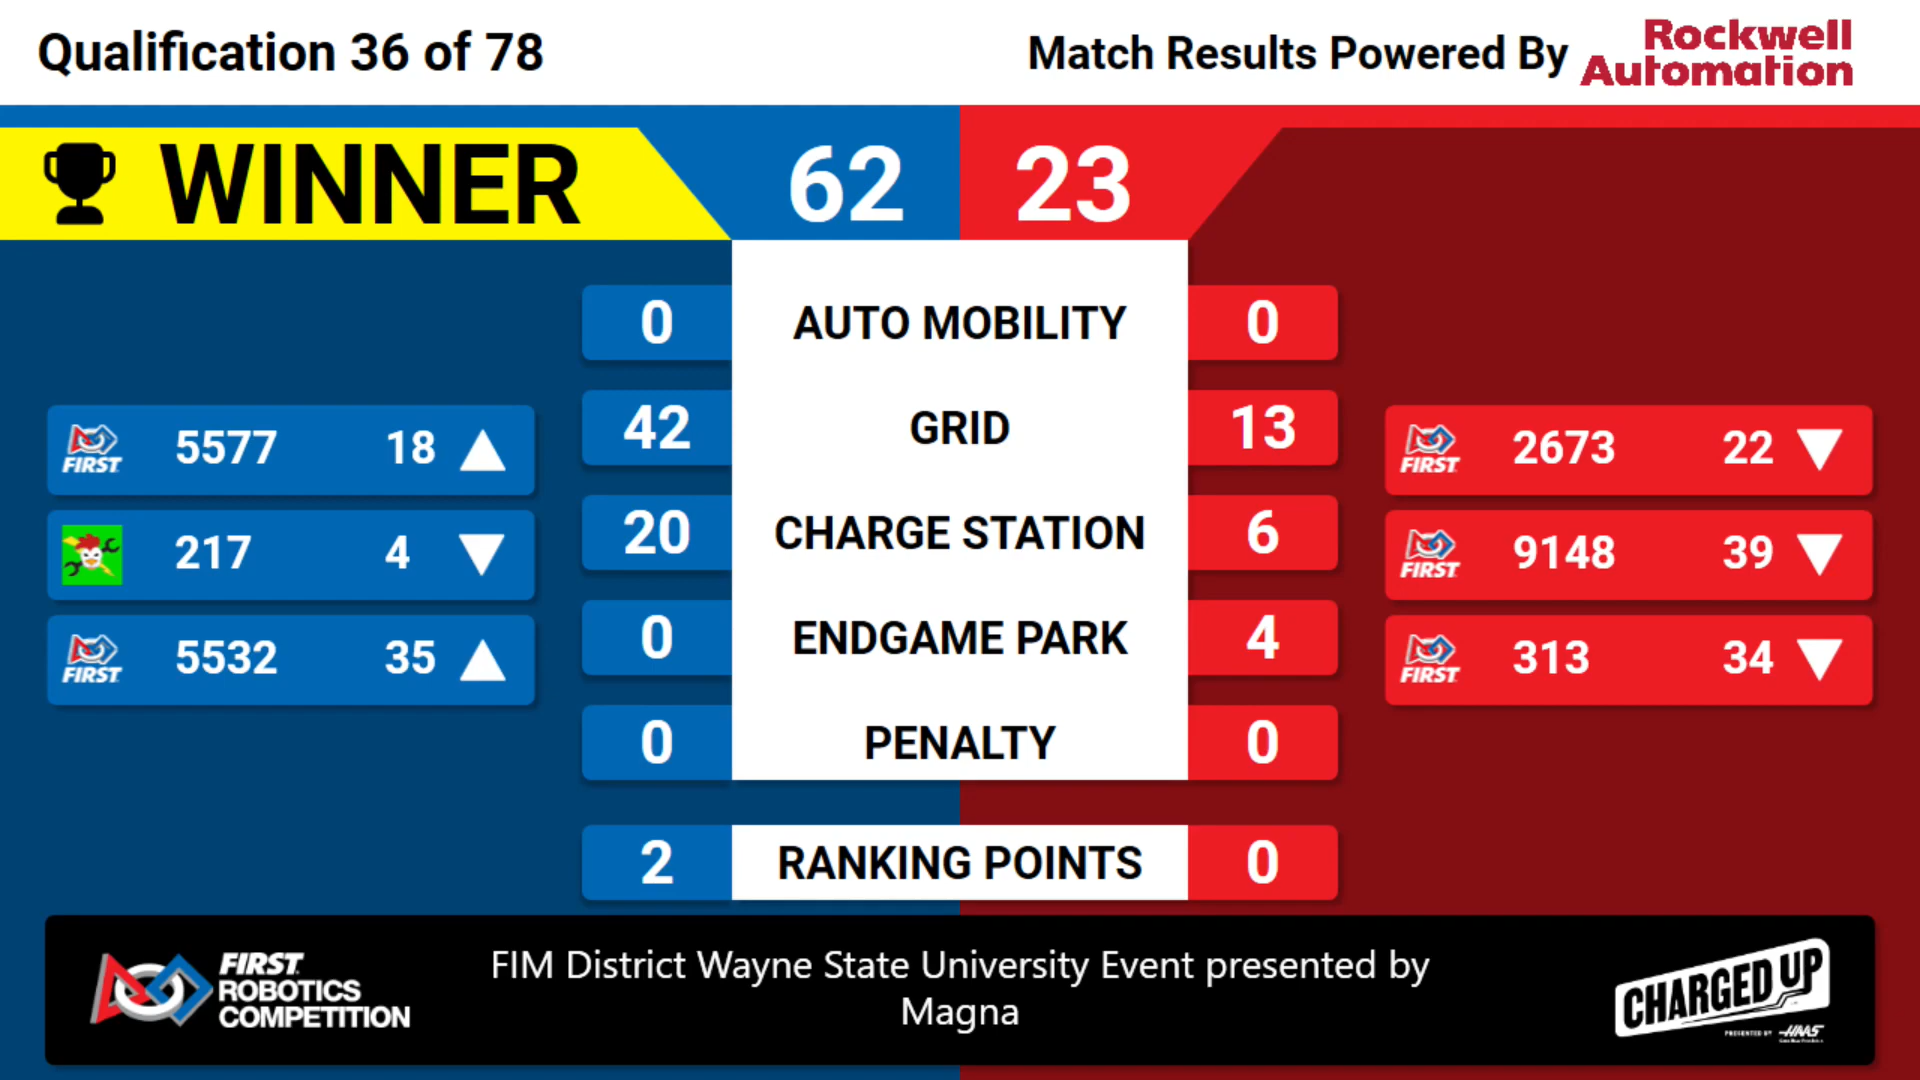 Qualification 36 of 78
Match Results Powered By
Rockwell
Automation
WINNER
62
23
0 AUTO MOBILITY 0
42 GRID 13
20 CHARGE STATION 6
0 ENDGAME PARK 4
0 PENALTY 0
2 RANKING POINTS 0
FIRST 5577 18
217 4
FIRST 5532 35
FIRST 2673 22
FIRST 9148 39
FIRST 313 34
FIRST
ROBOTICS
COMPETITION
FIM District Wayne State University Event presented by
Magna
CHARGED UP
PRESENTED BY HAAS